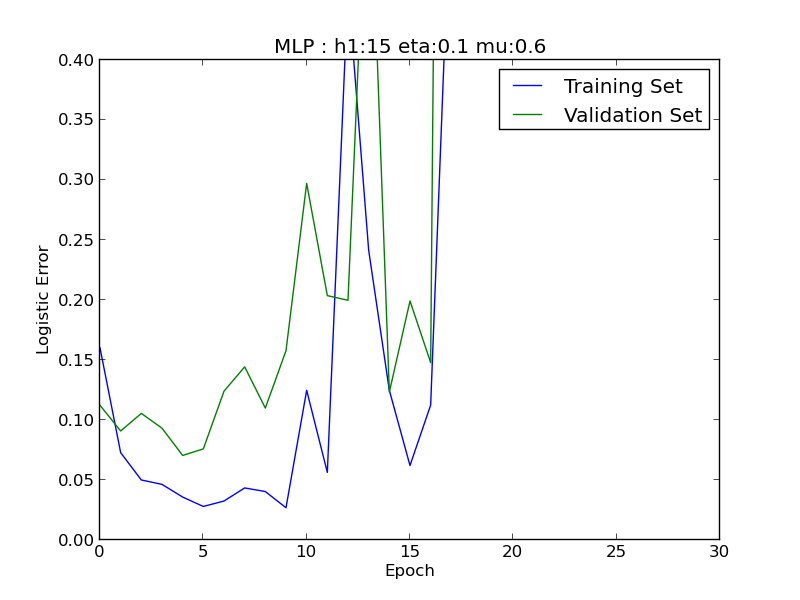 MLP : h1:15 eta:0.1 mu:0.6
Training Set
Validation Set
0.40
0.35
0.30
0.25
0.20
0.15
0.10
0.05
0.00
Logistic Error
0 5 10 15 20 25 30
Epoch